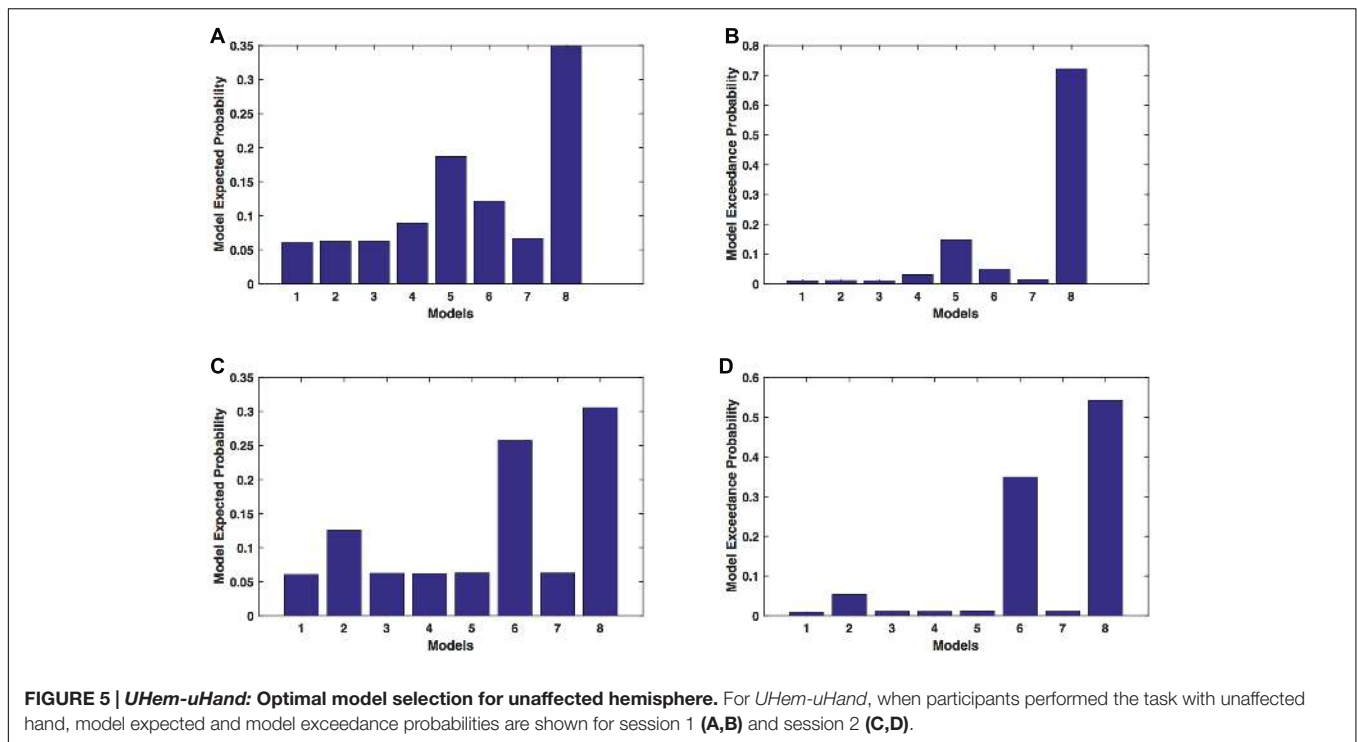 A
0.35
0.3
0.25
0.2
0.15
0.1
0.05
0
Model Expected Probability
1 2 3 4 5 6 7 8
Models
B
0.8
0.7
0.6
0.5
0.4
0.3
0.2
0.1
0
Model Exceedance Probability
1 2 3 4 5 6 7 8
Models
C
0.35
0.3
0.25
0.2
0.15
0.1
0.05
0
Model Expected Probability
1 2 3 4 5 6 7 8
Models
D
0.6
0.5
0.4
0.3
0.2
0.1
0
Model Exceedance Probability
1 2 3 4 5 6 7 8
Models
FIGURE 5 | UHem-uHand: Optimal model selection for unaffected hemisphere. For UHem-uHand, when participants performed the task with unaffected
hand, model expected and model exceedance probabilities are shown for session 1 (A,B) and session 2 (C,D).